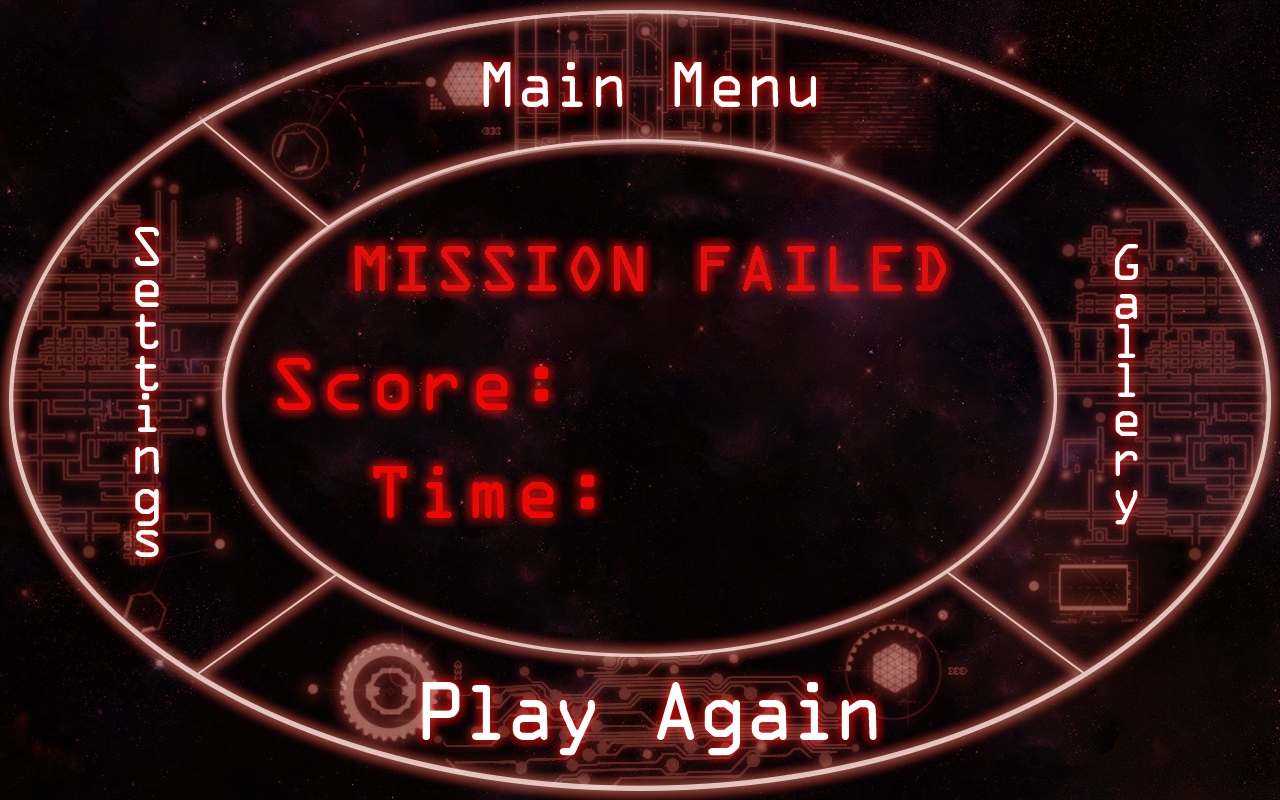 Main Menu
Settings
MISSION FAILED
Score:
Time:
Gallery
Play Again